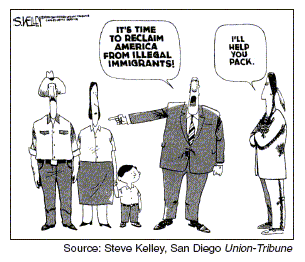 S. KELLEY
IT'S TIME
TO RECLAIM
AMERICA
FROM ILLEGAL
IMMIGRANTS!
I'LL
HELP
YOU
PACK.
Source: Steve Kelley, San Diego Union-Tribune